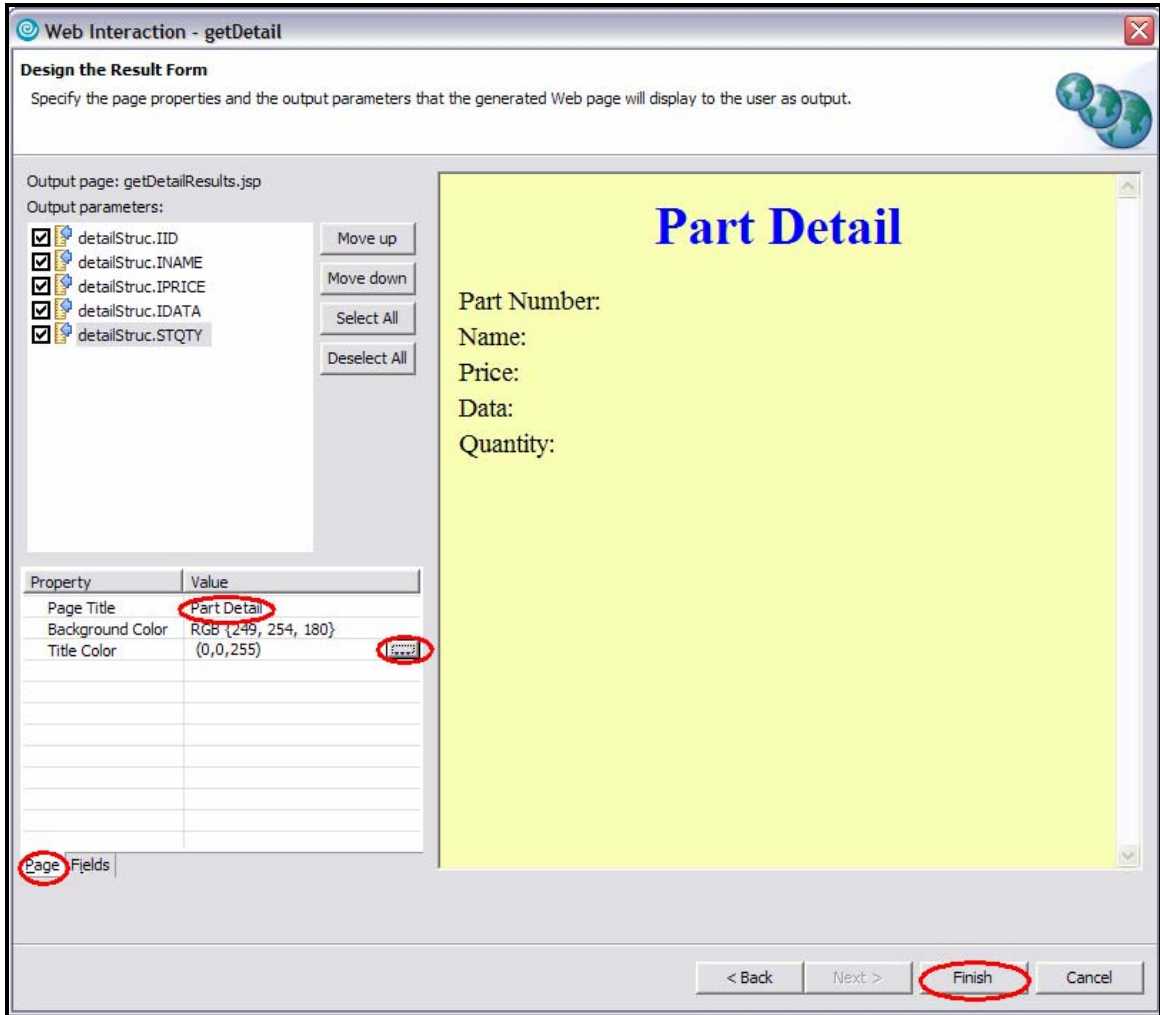 Web Interaction - getDetail
Design the Result Form
Specify the page properties and the output parameters that the generated Web page will display to the user as output.
Output page: getDetailResults.jsp
Output parameters:
detailStruc.IID
detailStruc.INAME
detailStruc.IPRICE
detailStruc.IDATA
detailStruc.STQTY
Move up
Move down
Select All
Deselect All
Property Value
Page Title Part Detail
Background Color RGB {249, 254, 180}
Title Color (0,0,255)
...
Page Fields
Part Detail
Part Number:
Name:
Price:
Data:
Quantity:
< Back Next > Finish Cancel